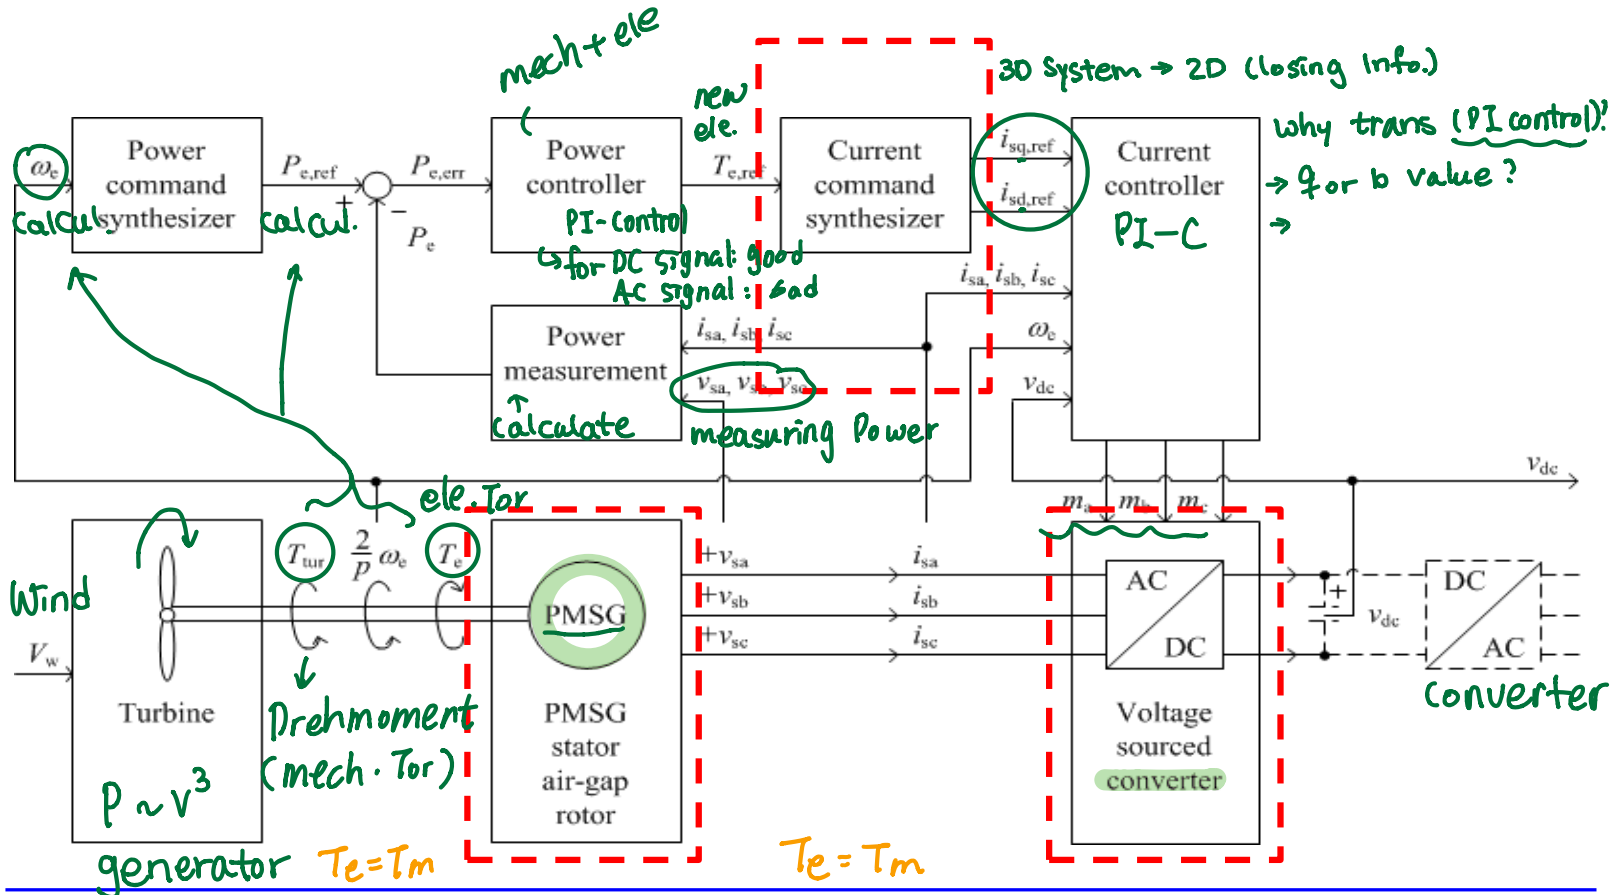 mech + ele
3D System → 2D (losing Info.)
new
ele.
why trans (PI control)?
→ q or b value?
→
ωe
Power
command
synthesizer
calcul.
Pe,ref
calcul.
+
−
Pe,err
Pe
Power
controller
PI-Control
↳ for DC signal: good
AC signal: bad
Te,ref
Current
command
synthesizer
isq,ref
isd,ref
Current
controller
PI-C
isa, isb, isc
ωe
vdc
Power
measurement
↑
calculate
isa, isb, isc
vsa, vsb, vsc
measuring Power
vdc
ma mb mc
ele. Tor
Wind
Vw
Turbine
P ~ v³
generator
Ttur
2/p ωe
Te
Drehmoment
(mech. Tor)
PMSG
PMSG
stator
air-gap
rotor
+vsa
+vsb
+vsc
isa
isb
isc
AC
DC
Voltage
sourced
converter
+
vdc
DC
AC
converter
Te = Tm
Te = Tm